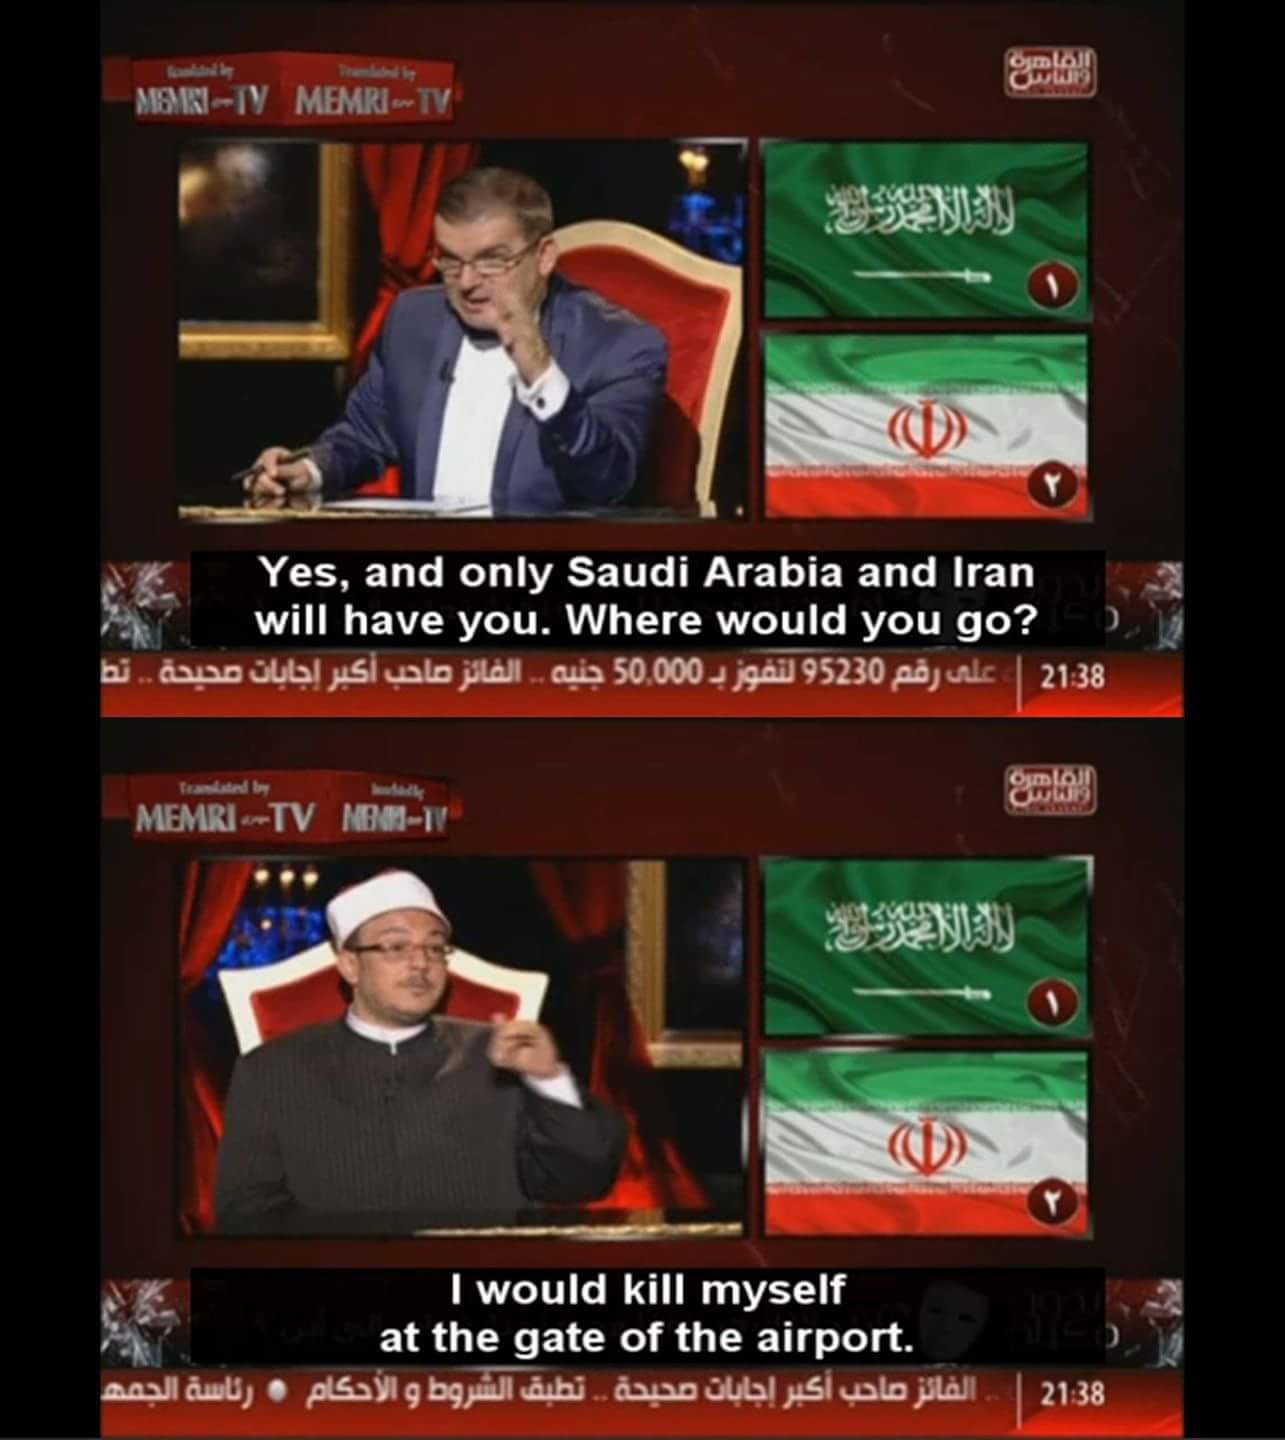 Translated by
MEMRI TV
Translated by
MEMRI TV
القاهرة
والناس
لا إله إلا الله محمد رسول الله
١
٢
Yes, and only Saudi Arabia and Iran
will have you. Where would you go?
على رقم 95230 لتفوز بـ 50,000 جنيه .. الفائز صاحب أكبر إجابات صحيحة .. تط
21:38
Translated by
MEMRI TV
MEMRI TV
القاهرة
والناس
لا إله إلا الله محمد رسول الله
١
٢
I would kill myself
at the gate of the airport.
.. الفائز صاحب أكبر إجابات صحيحة .. تطبق الشروط و الأحكام ● رئاسة الجمه
21:38